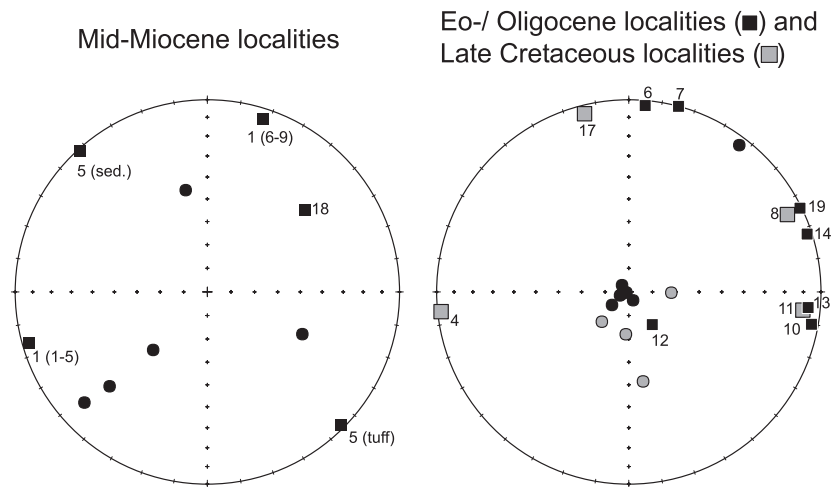 Mid-Miocene localities
Eo-/ Oligocene localities (■) and
Late Cretaceous localities (■)
1 (6-9)
5 (sed.)
18
1 (1-5)
5 (tuff)
6
7
17
19
8
14
13
11
10
4
12